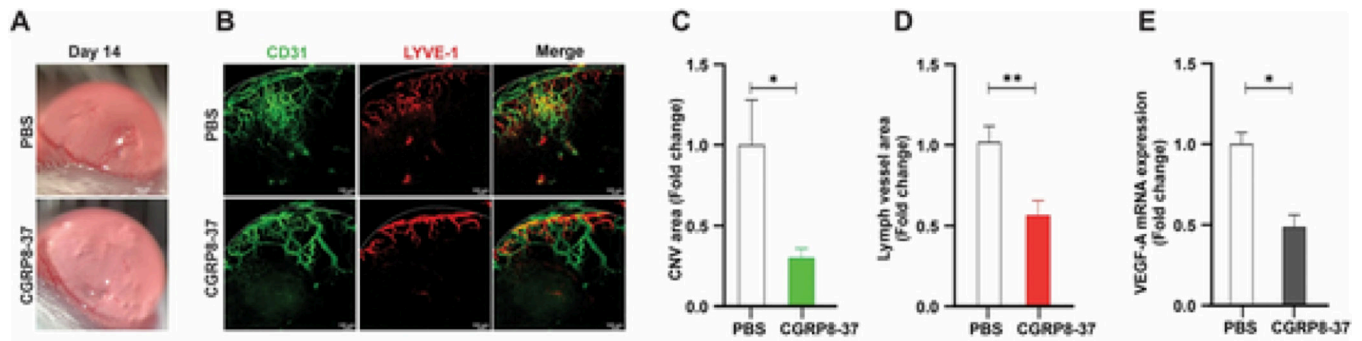 A
Day 14
PBS
CGRP8-37
B
CD31 LYVE-1 Merge
PBS
CGRP8-37
C
CNV area (Fold change)
1.5
1.0
0.5
0.0
*
PBS CGRP8-37
D
Lymph vessel area
(Fold change)
1.5
1.0
0.5
0.0
**
PBS CGRP8-37
E
VEGF-A mRNA expression
(Fold change)
1.5
1.0
0.5
0.0
*
PBS CGRP8-37